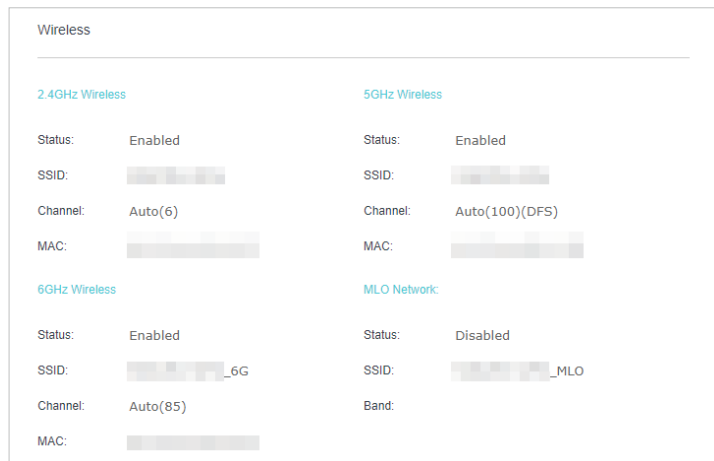 Wireless
2.4GHz Wireless
Status: Enabled
SSID:
Channel: Auto(6)
MAC:
5GHz Wireless
Status: Enabled
SSID:
Channel: Auto(100)(DFS)
MAC:
6GHz Wireless
Status: Enabled
SSID: _6G
Channel: Auto(85)
MAC:
MLO Network:
Status: Disabled
SSID: _MLO
Band: